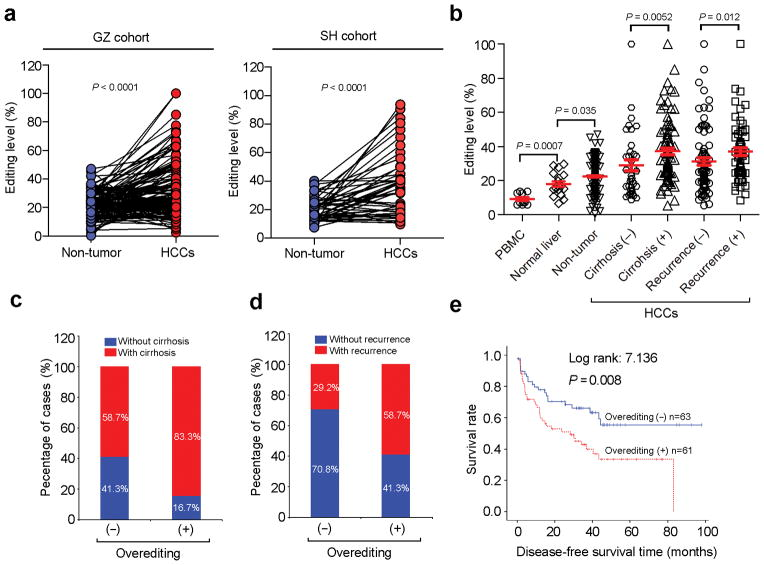 a
GZ cohort
SH cohort
P < 0.0001
P < 0.0001
Editing level (%)
120
100
80
60
40
20
0
Non-tumor
HCCs
Editing level (%)
120
100
80
60
40
20
0
Non-tumor
HCCs
b
P = 0.0052
P = 0.012
P = 0.035
P = 0.0007
Editing level (%)
100
80
60
40
20
0
PBMC
Normal liver
Non-tumor
Cirrhosis (−)
Cirrohsis (+)
Recurrence (−)
Recurrence (+)
HCCs
c
Without cirrhosis
With cirrhosis
Pecentage of cases (%)
120
100
80
60
40
20
0
58.7%
41.3%
83.3%
16.7%
(−)
(+)
Overediting
d
Without recurrence
With recurrence
Pecentage of cases (%)
120
100
80
60
40
20
0
29.2%
70.8%
58.7%
41.3%
(−)
(+)
Overediting
e
Log rank: 7.136
P = 0.008
Overediting (−) n=63
Overediting (+) n=61
Survival rate
1.0
0.8
0.6
0.4
0.2
0.0
0
20
40
60
80
100
Disease-free survival time (months)